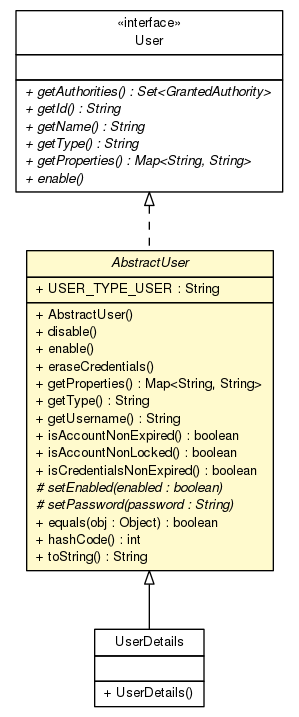 «interface»
User
+ getAuthorities() : Set<GrantedAuthority>
+ getId() : String
+ getName() : String
+ getType() : String
+ getProperties() : Map<String, String>
+ enable()
AbstractUser
+ USER_TYPE_USER : String
+ AbstractUser()
+ disable()
+ enable()
+ eraseCredentials()
+ getProperties() : Map<String, String>
+ getType() : String
+ getUsername() : String
+ isAccountNonExpired() : boolean
+ isAccountNonLocked() : boolean
+ isCredentialsNonExpired() : boolean
# setEnabled(enabled : boolean)
# setPassword(password : String)
+ equals(obj : Object) : boolean
+ hashCode() : int
+ toString() : String
UserDetails
+ UserDetails()